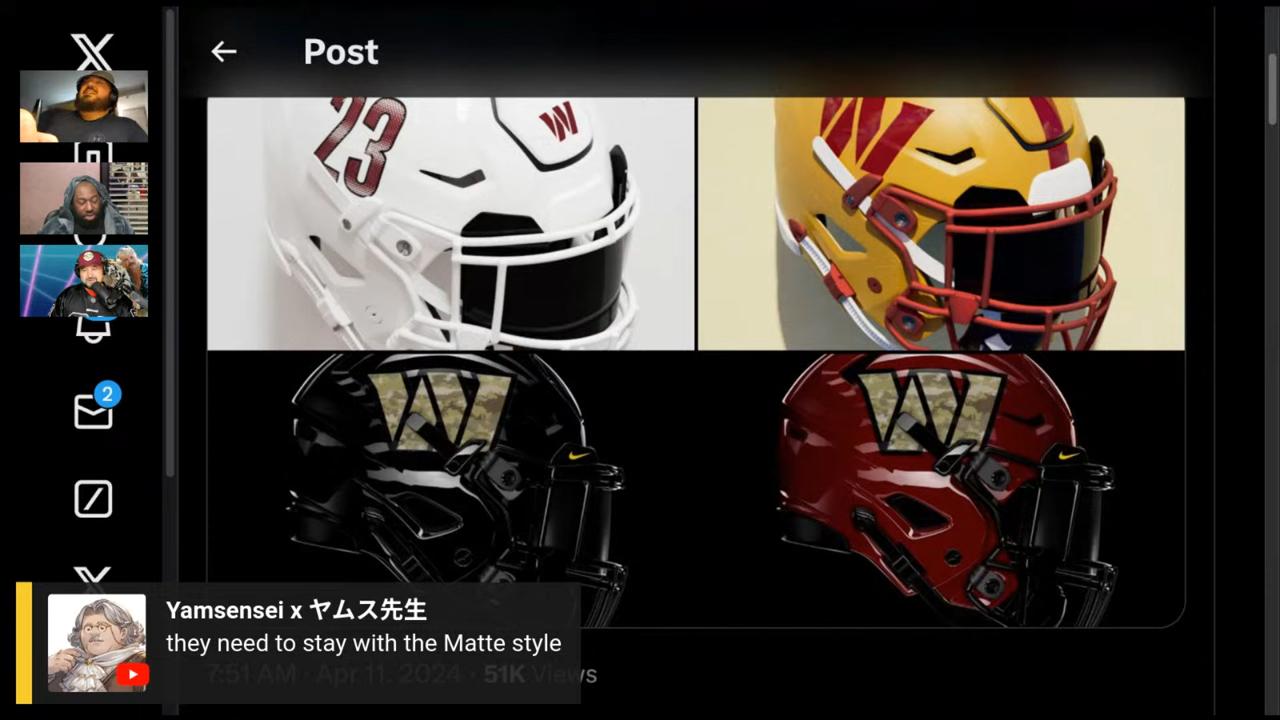 Post
23
W
W
W
W
2
Yamsensei x ヤムス先生
they need to stay with the Matte style
7:51 AM · Apr 11, 2024 · 51K Views